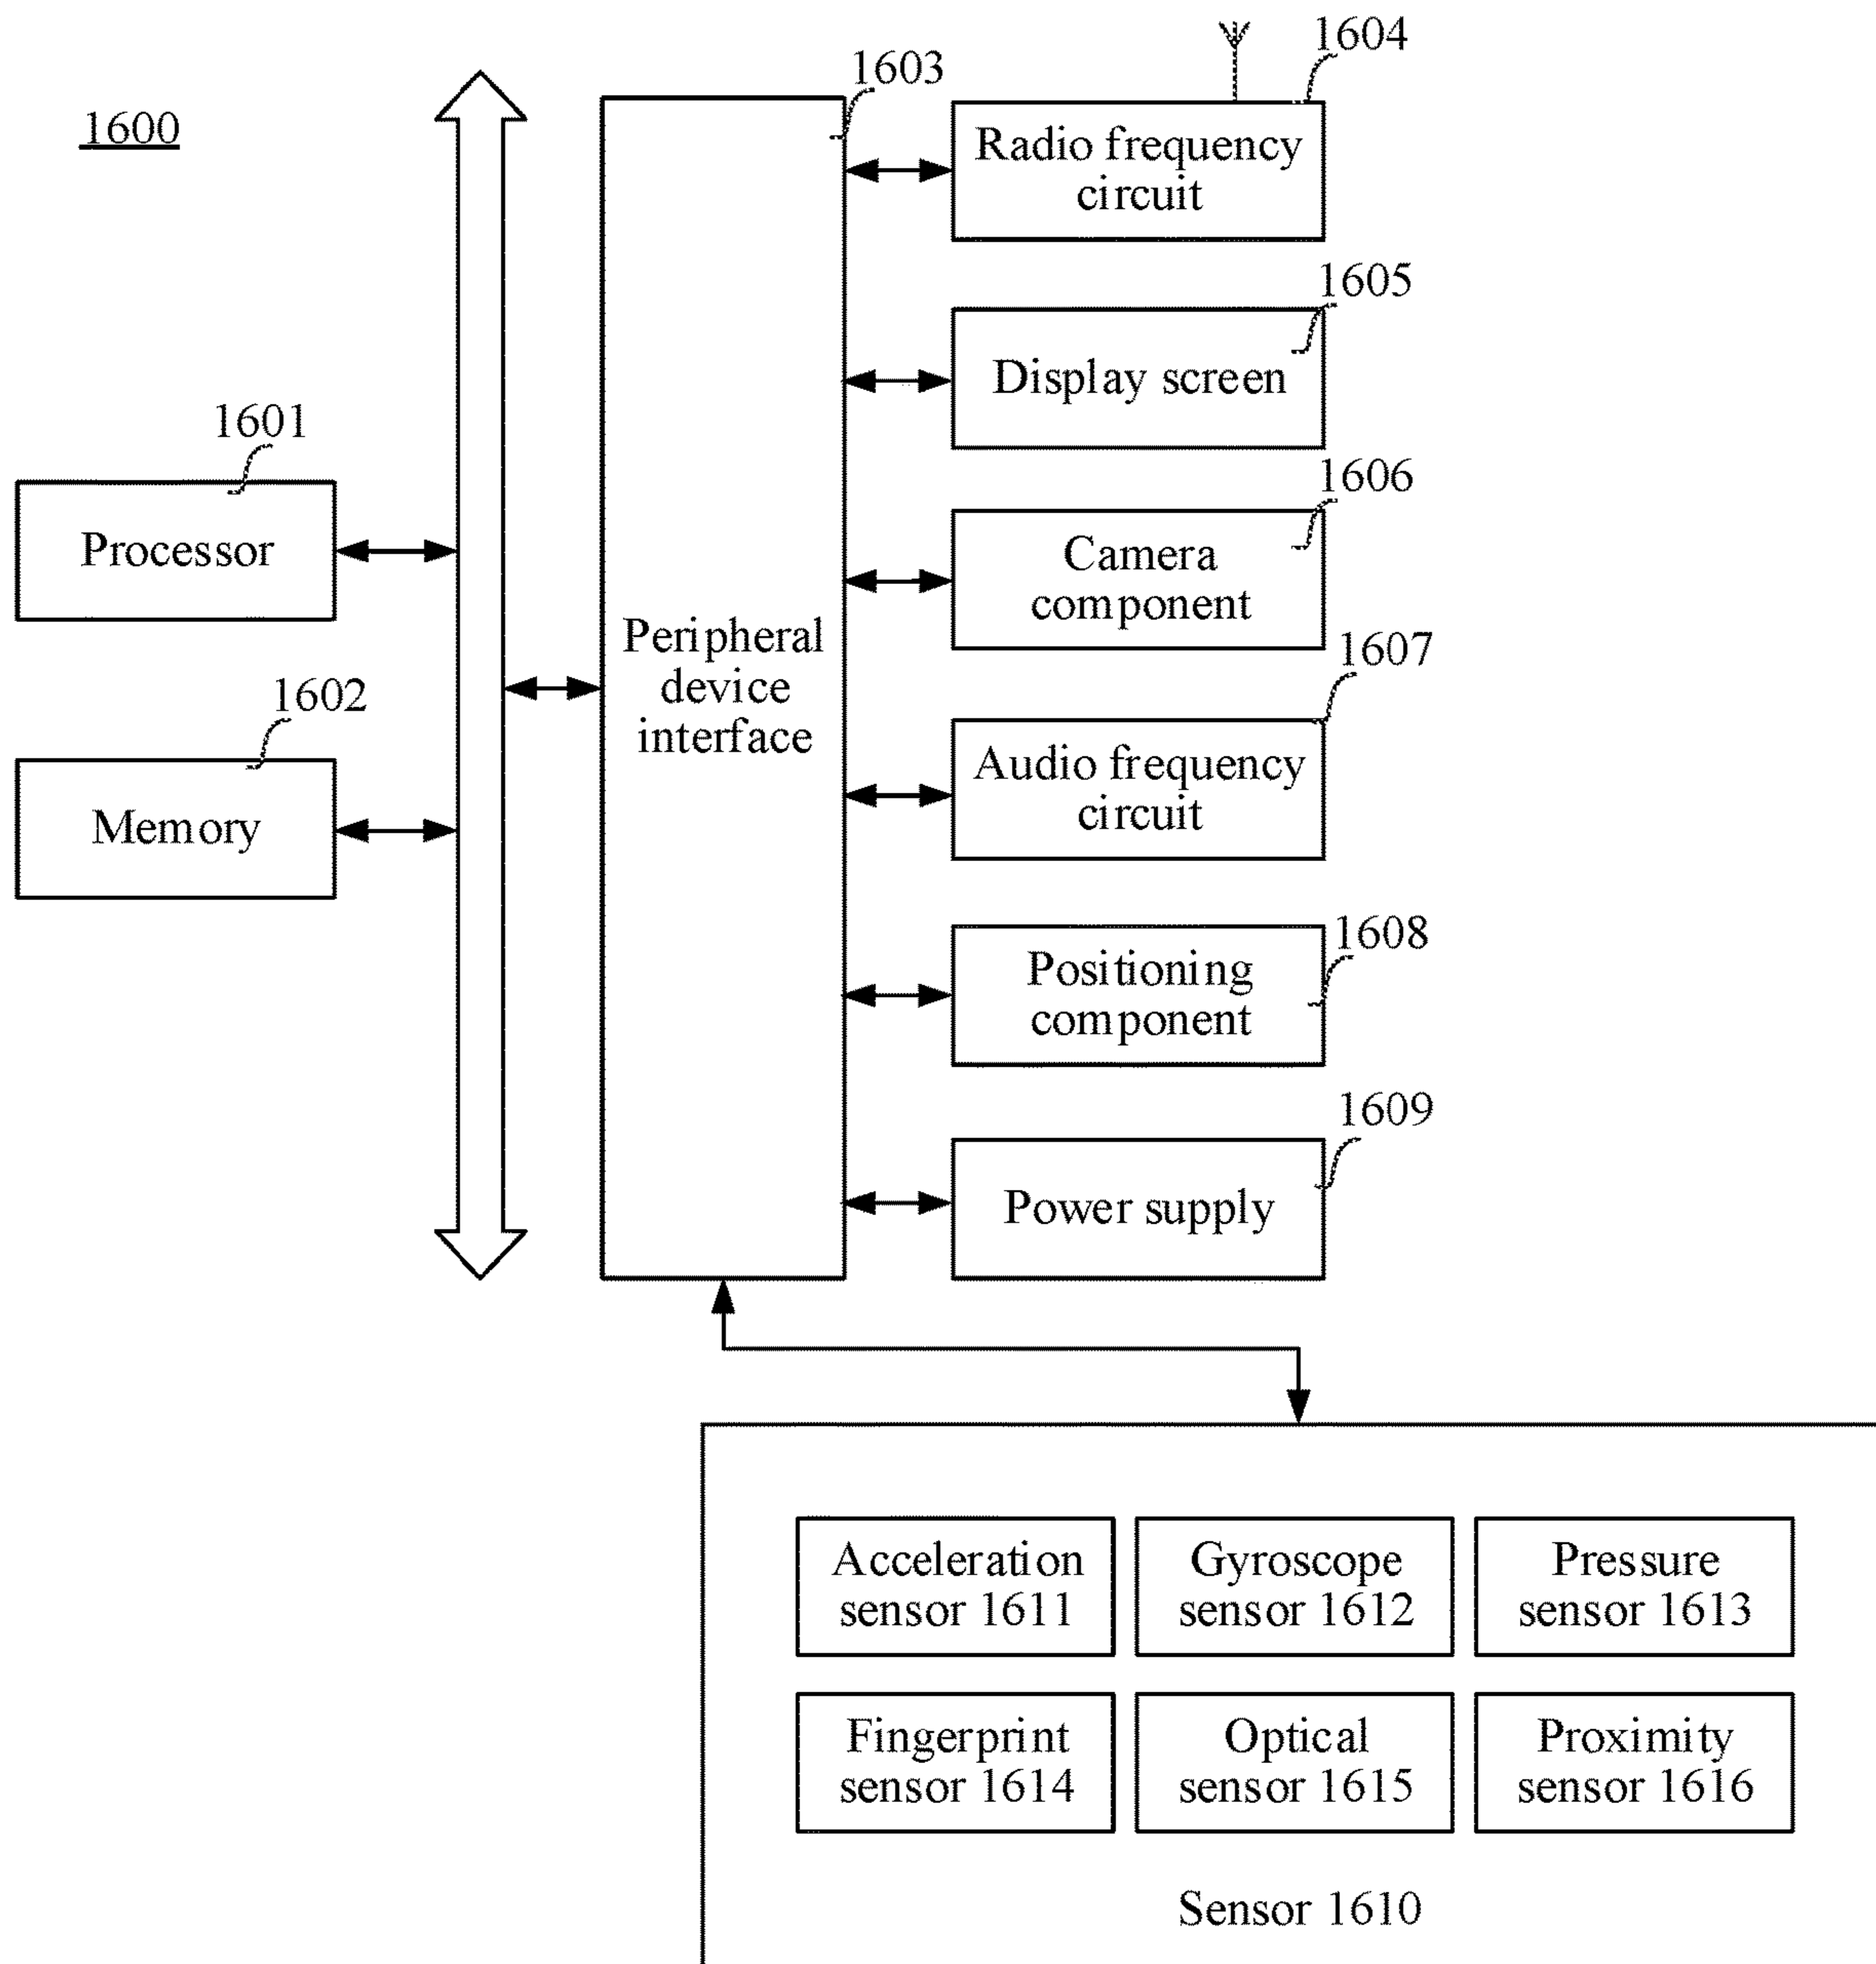 1600
1603
1604
Radio frequency
circuit
1605
Display screen
1601
Processor
1606
Camera
component
Peripheral
device
interface
1602
Memory
1607
Audio frequency
circuit
1608
Positioning
component
1609
Power supply
Acceleration
sensor 1611
Gyroscope
sensor 1612
Pressure
sensor 1613
Fingerprint
sensor 1614
Optical
sensor 1615
Proximity
sensor 1616
Sensor 1610